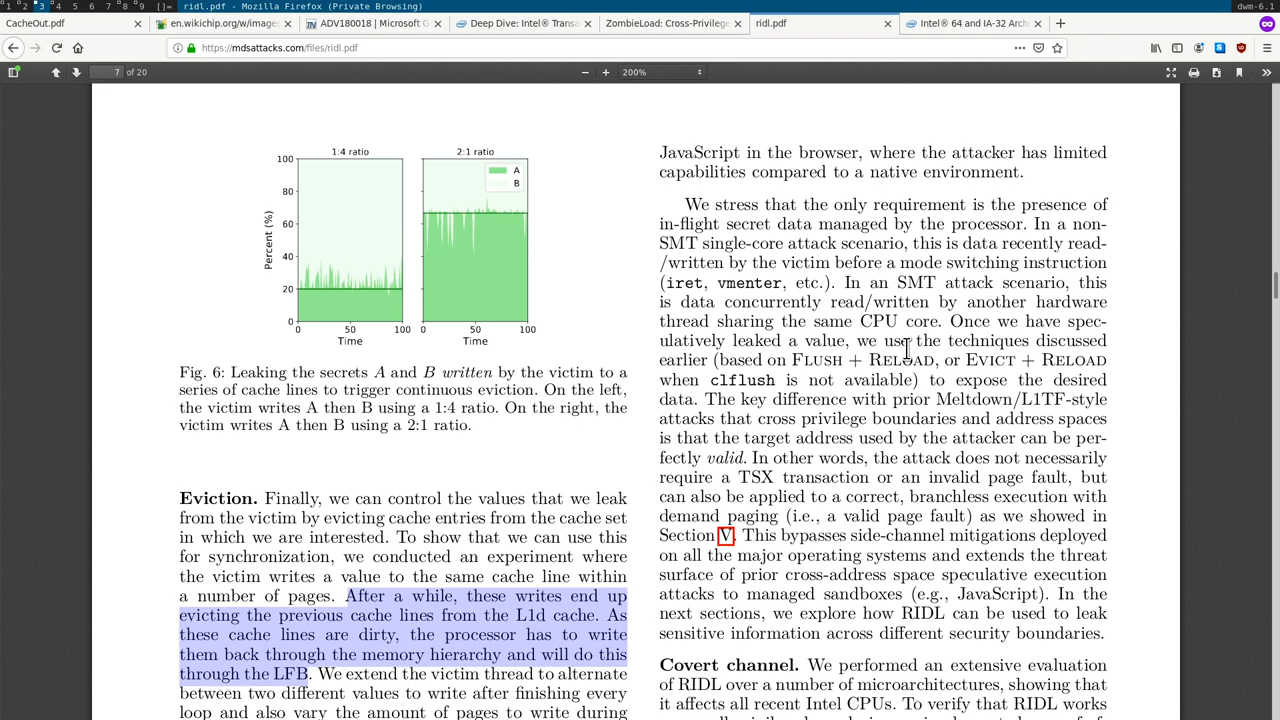 1 2 3 4 5 6 7 8 9 []= ridl.pdf - Mozilla Firefox (Private Browsing) dwm-6.1
CacheOut.pdf en.wikichip.org/w/images ADV180018 | Microsoft G Deep Dive: Intel® Transa ZombieLoad: Cross-Privilege ridl.pdf Intel® 64 and IA-32 Arch
https://mdsattacks.com/files/ridl.pdf
7 of 20 200%
1:4 ratio 2:1 ratio
100
80
60
40
20
0
Percent (%)
A
B
0 50 100 0 50 100
Time Time
Fig. 6: Leaking the secrets A and B written by the victim to a
series of cache lines to trigger continuous eviction. On the left,
the victim writes A then B using a 1:4 ratio. On the right, the
victim writes A then B using a 2:1 ratio.
Eviction. Finally, we can control the values that we leak
from the victim by evicting cache entries from the cache set
in which we are interested. To show that we can use this
for synchronization, we conducted an experiment where
the victim writes a value to the same cache line within
a number of pages. After a while, these writes end up
evicting the previous cache lines from the L1d cache. As
these cache lines are dirty, the processor has to write
them back through the memory hierarchy and will do this
through the LFB. We extend the victim thread to alternate
between two different values to write after finishing every
loop and also vary the amount of pages to write during
JavaScript in the browser, where the attacker has limited
capabilities compared to a native environment.
We stress that the only requirement is the presence of
in-flight secret data managed by the processor. In a non-
SMT single-core attack scenario, this is data recently read-
/written by the victim before a mode switching instruction
(iret, vmenter, etc.). In an SMT attack scenario, this
is data concurrently read/written by another hardware
thread sharing the same CPU core. Once we have spec-
ulatively leaked a value, we use the techniques discussed
earlier (based on FLUSH + RELOAD, or EVICT + RELOAD
when clflush is not available) to expose the desired
data. The key difference with prior Meltdown/L1TF-style
attacks that cross privilege boundaries and address spaces
is that the target address used by the attacker can be per-
fectly valid. In other words, the attack does not necessarily
require a TSX transaction or an invalid page fault, but
can also be applied to a correct, branchless execution with
demand paging (i.e., a valid page fault) as we showed in
Section V. This bypasses side-channel mitigations deployed
on all the major operating systems and extends the threat
surface of prior cross-address space speculative execution
attacks to managed sandboxes (e.g., JavaScript). In the
next sections, we explore how RIDL can be used to leak
sensitive information across different security boundaries.
Covert channel. We performed an extensive evaluation
of RIDL over a number of microarchitectures, showing that
it affects all recent Intel CPUs. To verify that RIDL works